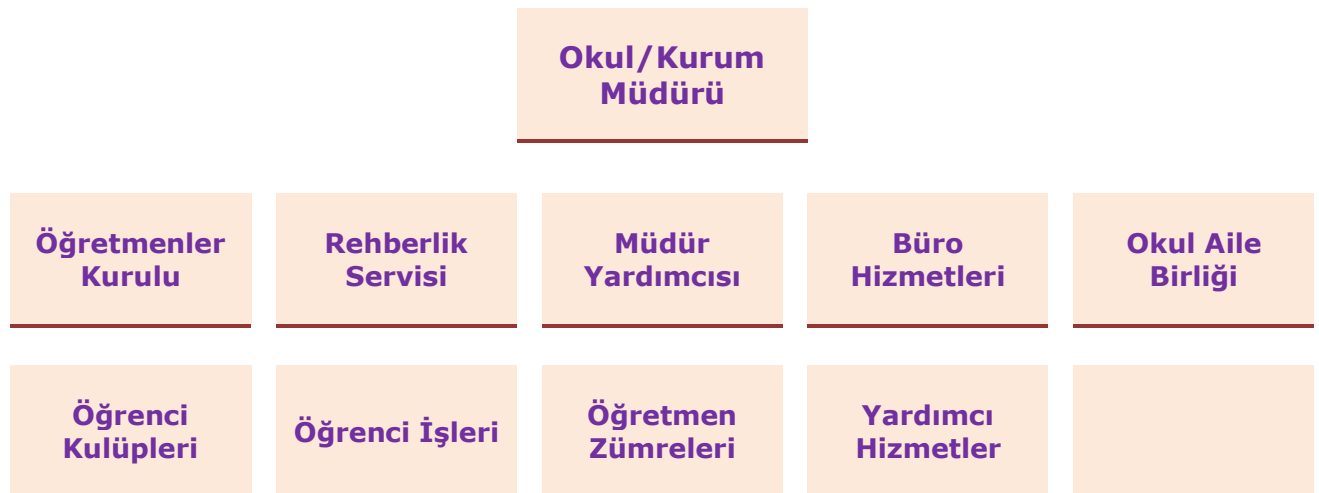 Okul/Kurum
Müdürü
Öğretmenler
Kurulu
Rehberlik
Servisi
Müdür
Yardımcısı
Büro
Hizmetleri
Okul Aile
Birliği
Öğrenci
Kulüpleri
Öğrenci İşleri
Öğretmen
Zümreleri
Yardımcı
Hizmetler